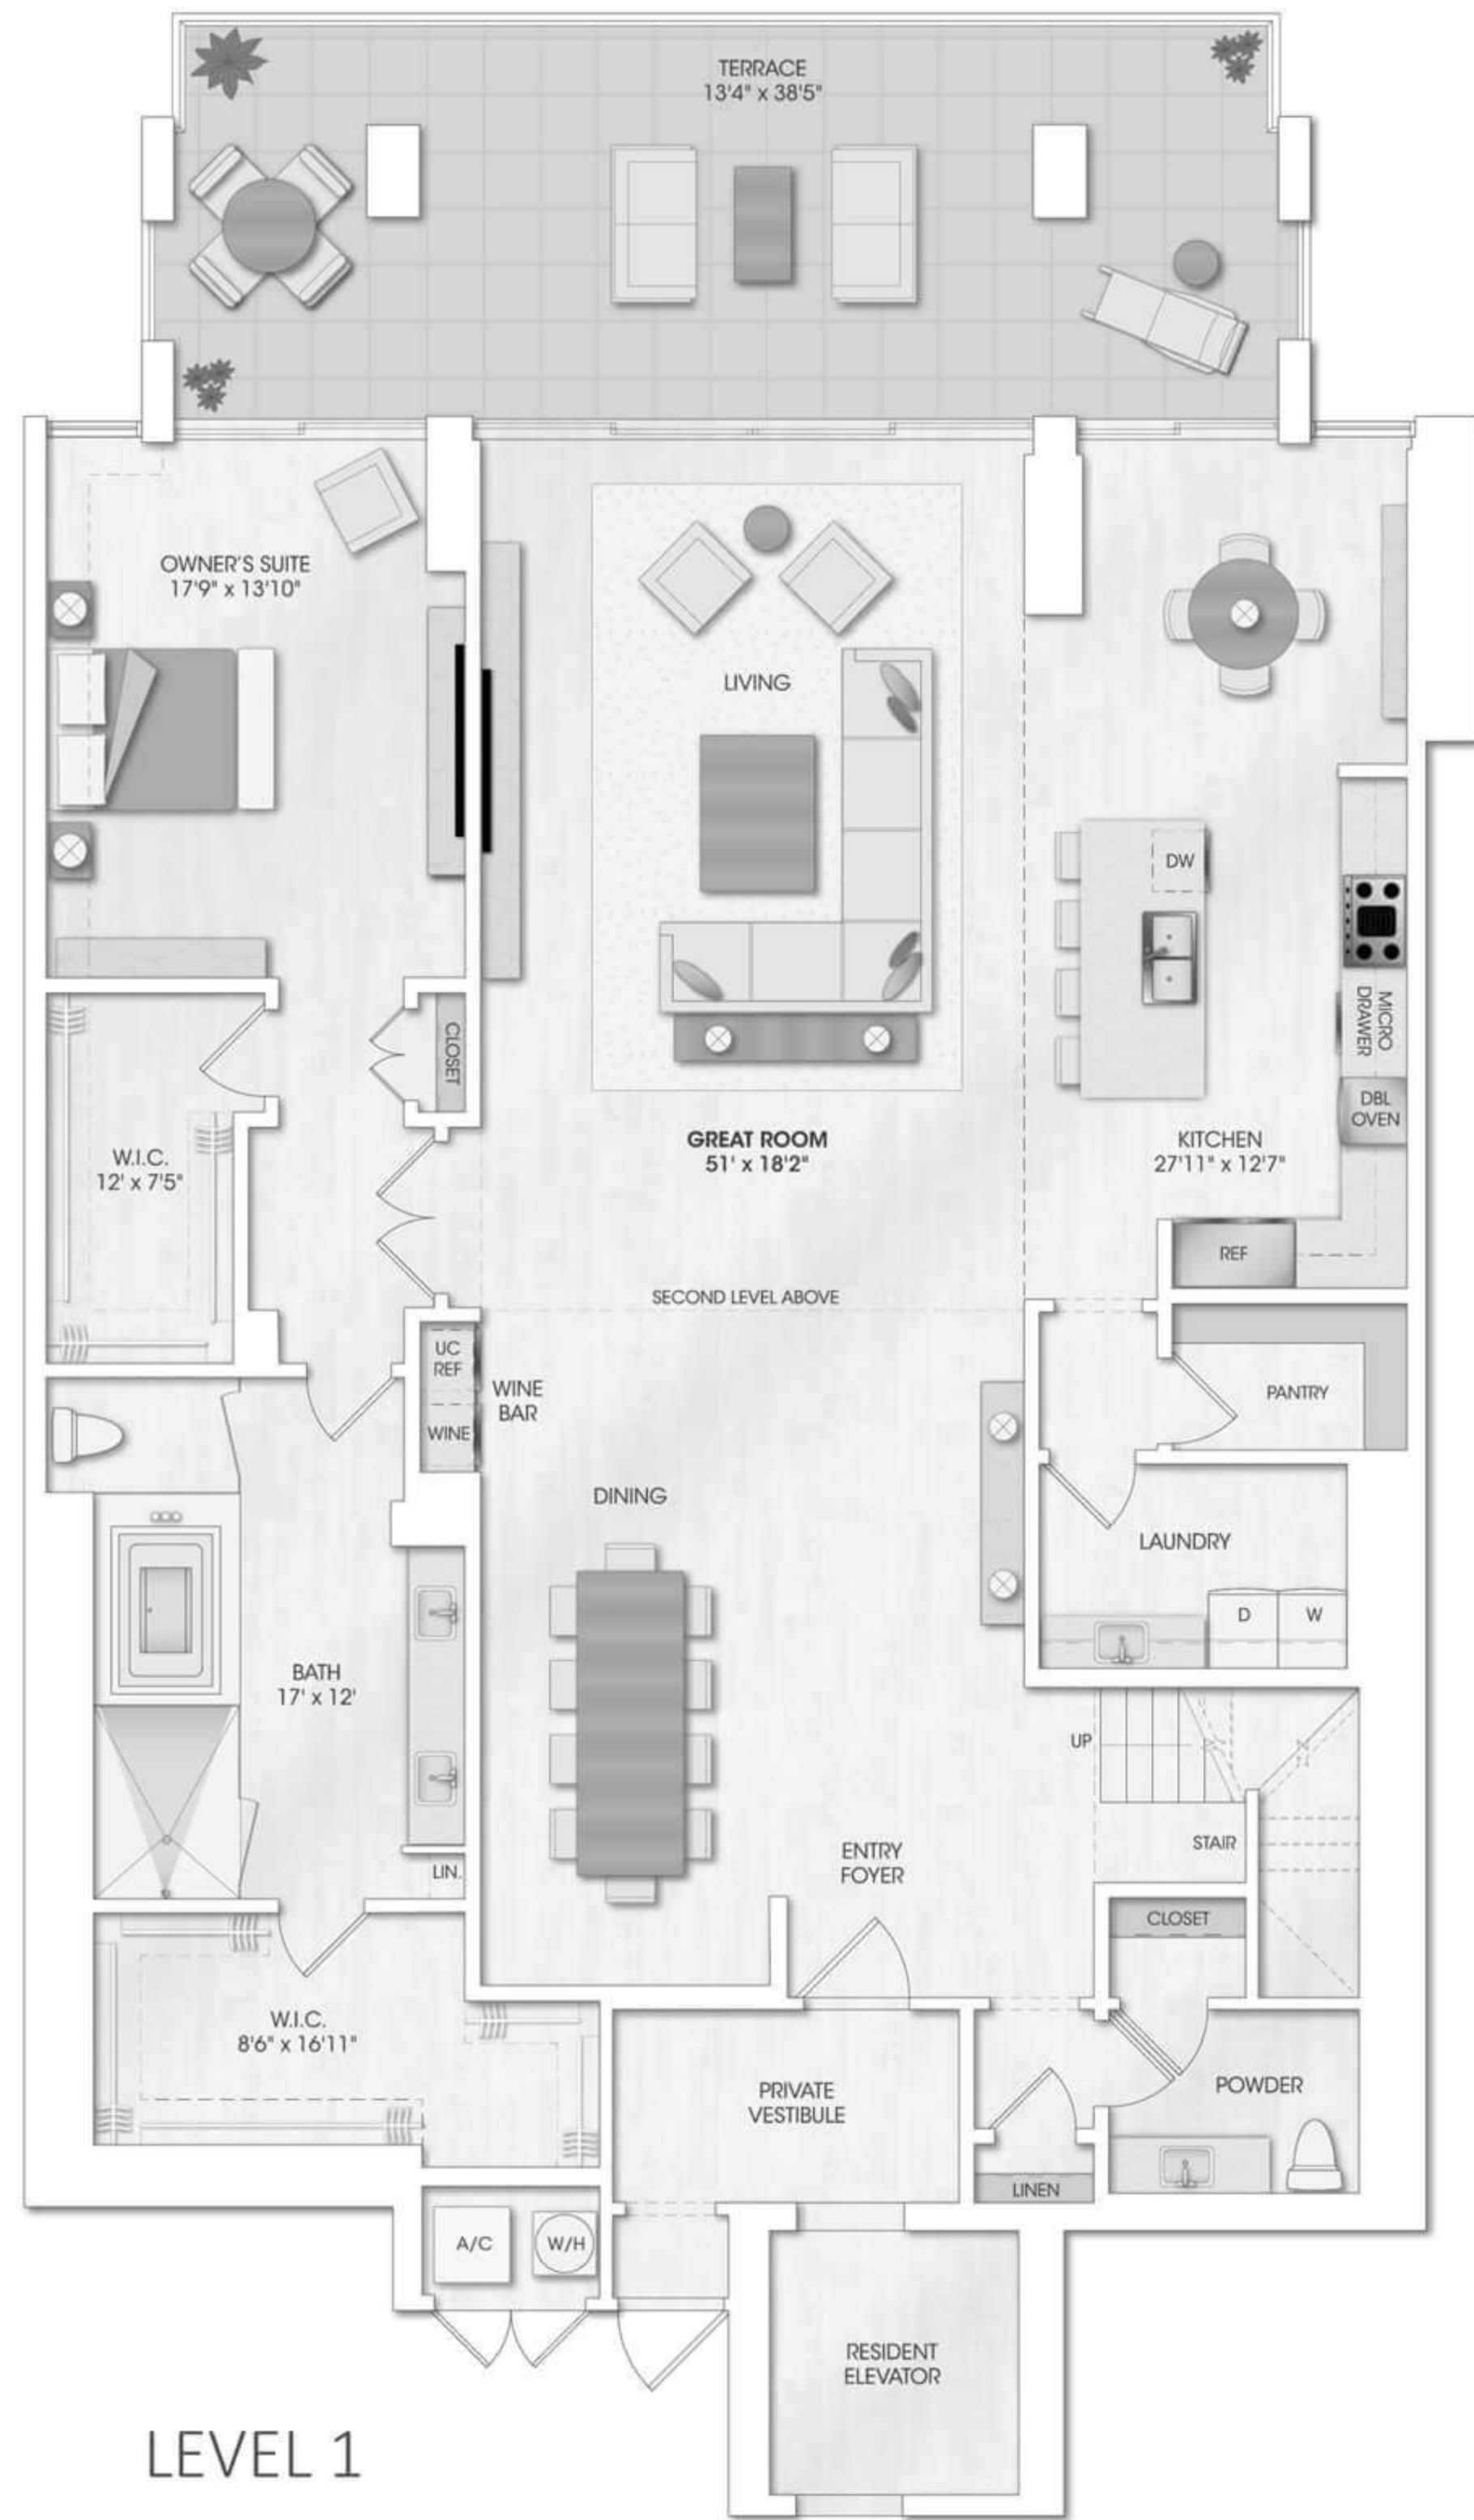 TERRACE
13'4" x 38'5"
OWNER'S SUITE
17'9" x 13'10"
LIVING
DW
MICRO
DRAWER
DBL
OVEN
CLOSET
W.I.C.
12' x 7'5"
GREAT ROOM
51' x 18'2"
KITCHEN
27'11" x 12'7"
REF
SECOND LEVEL ABOVE
UC
REF
WINE
WINE
BAR
PANTRY
DINING
LAUNDRY
D
W
BATH
17' x 12'
UP
STAIR
LIN.
ENTRY
FOYER
CLOSET
W.I.C.
8'6" x 16'11"
PRIVATE
VESTIBULE
POWDER
LINEN
A/C
W/H
RESIDENT
ELEVATOR
LEVEL 1